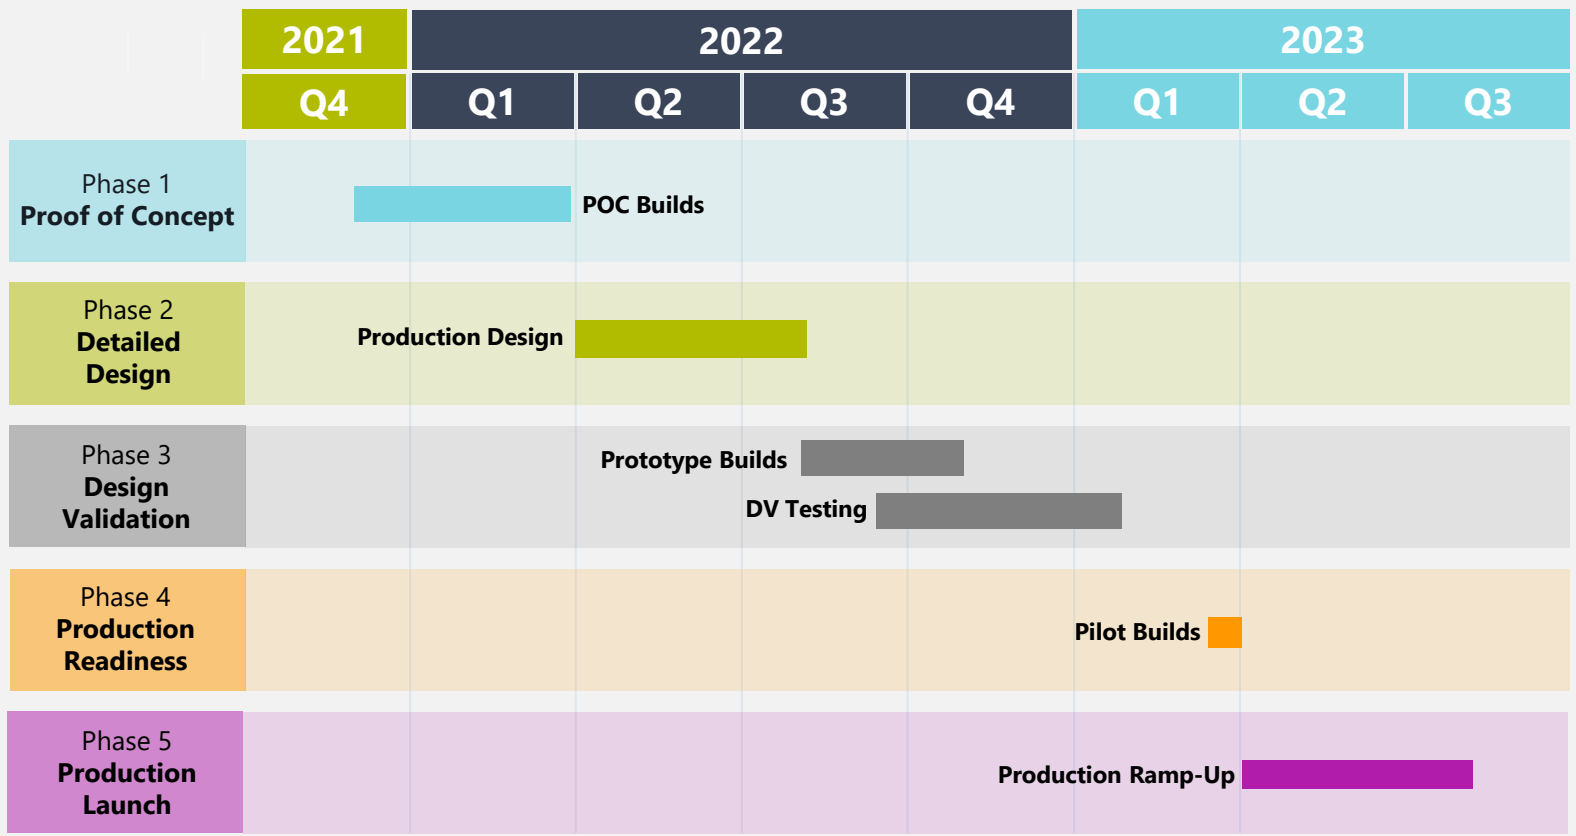 2021
2022
2023
Q4
Q1
Q2
Q3
Q4
Q1
Q2
Q3
Phase 1
Proof of Concept
POC Builds
Phase 2
Detailed
Design
Production Design
Phase 3
Design
Validation
Prototype Builds
DV Testing
Phase 4
Production
Readiness
Pilot Builds
Phase 5
Production
Launch
Production Ramp-Up